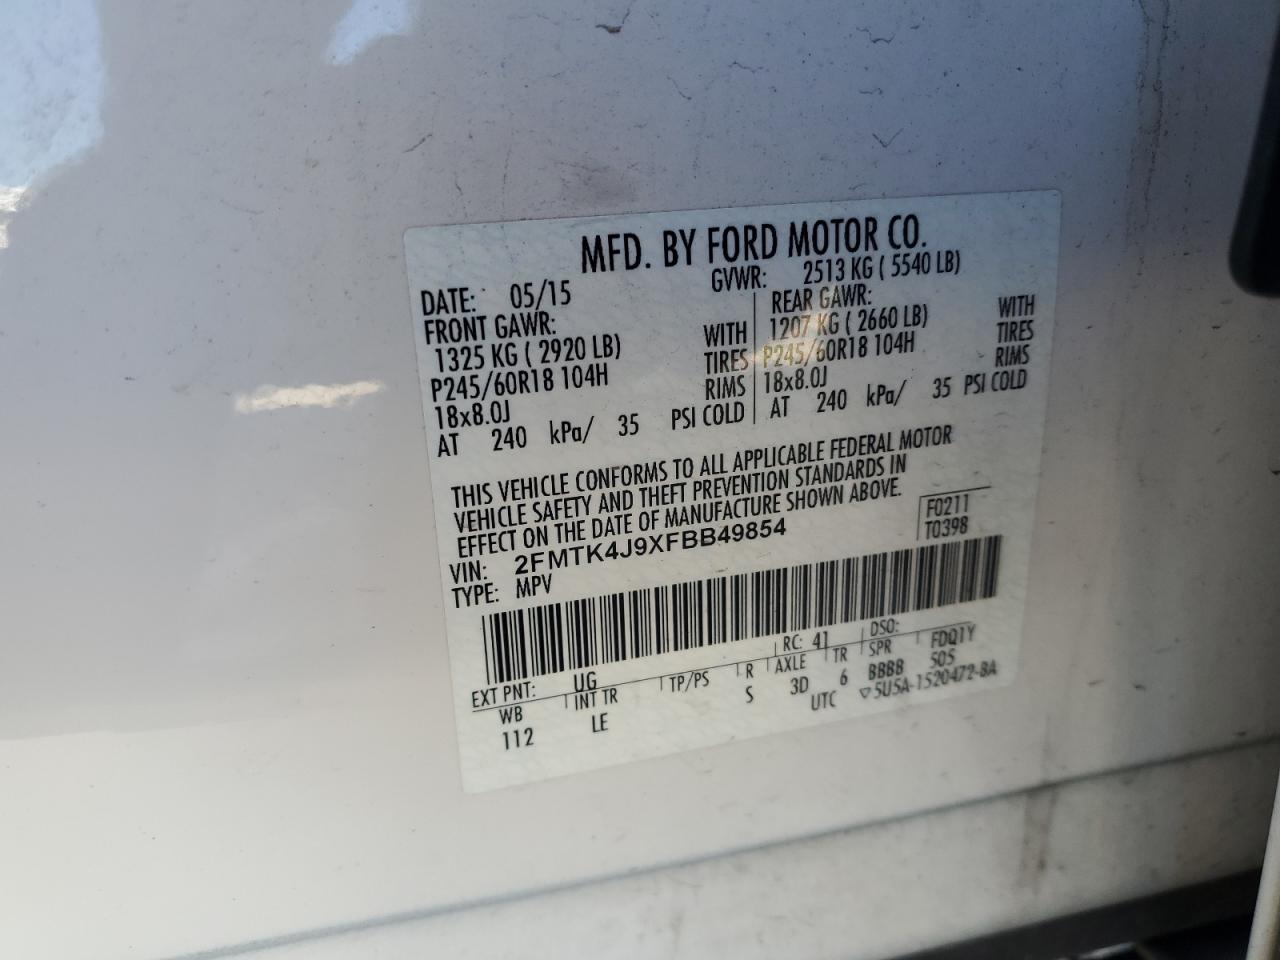 MFD. BY FORD MOTOR CO.
DATE: 05/15 GVWR: 2513 KG ( 5540 LB)
FRONT GAWR: REAR GAWR:
1325 KG ( 2920 LB) WITH 1207 KG ( 2660 LB) WITH
P245/60R18 104H TIRES P245/60R18 104H TIRES
18x8.0J RIMS 18x8.0J RIMS
AT 240 kPa/ 35 PSI COLD AT 240 kPa/ 35 PSI COLD
THIS VEHICLE CONFORMS TO ALL APPLICABLE FEDERAL MOTOR
VEHICLE SAFETY AND THEFT PREVENTION STANDARDS IN
EFFECT ON THE DATE OF MANUFACTURE SHOWN ABOVE.
F0211
VIN: 2FMTK4J9XFBB49854 T0398
TYPE: MPV
EXT PNT: UG RC: 41 DSO: FDQ1Y
WB INT TR TP/PS R AXLE TR SPR 505
112 LE S 3D 6 BBBB
UTC ▽5U5A-1520472-BA